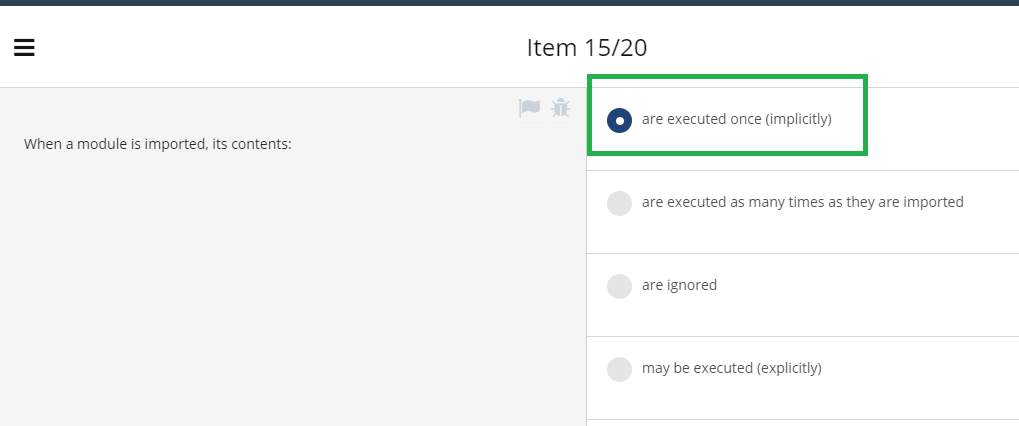 Item 15/20
When a module is imported, its contents:
are executed once (implicitly)
are executed as many times as they are imported
are ignored
may be executed (explicitly)